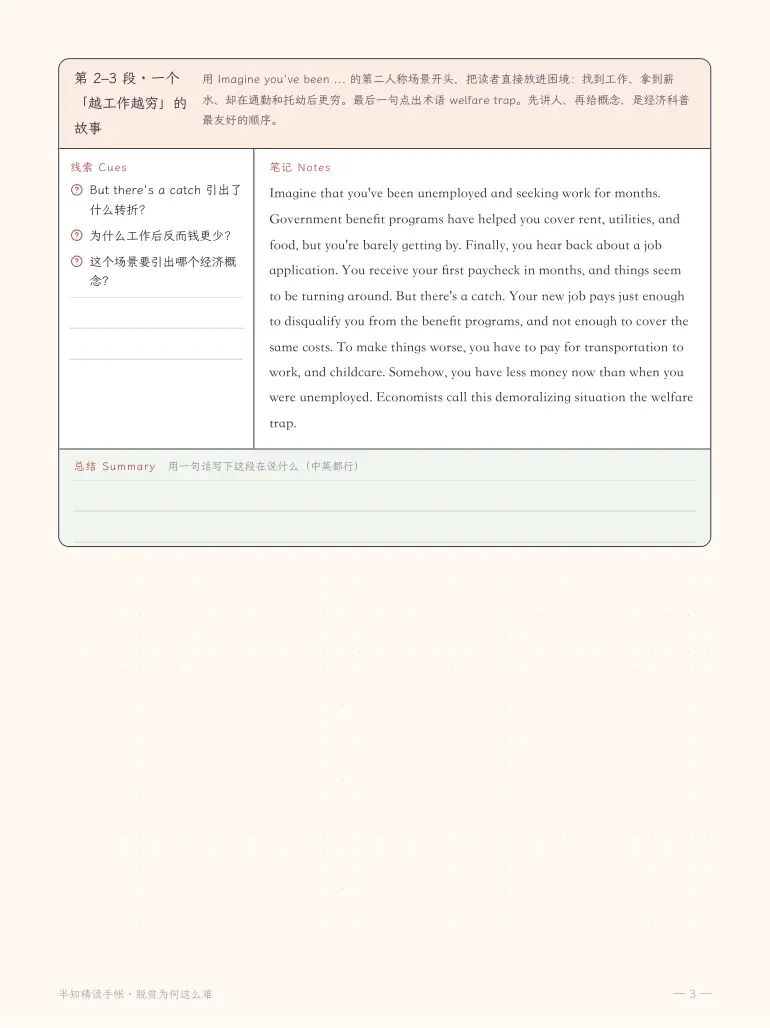 第 2–3 段・一个
「越工作越穷」的
故事
用 Imagine you've been ... 的第二人称场景开头，把读者直接放进困境：找到工作、拿到薪
水、却在通勤和托幼后更穷。最后一句点出术语 welfare trap。先讲人、再给概念，是经济科普
最友好的顺序。
线索 Cues
But there's a catch 引出了
什么转折？
为什么工作后反而钱更少？
这个场景要引出哪个经济概
念？
笔记 Notes
Imagine that you've been unemployed and seeking work for months.
Government benefit programs have helped you cover rent, utilities, and
food, but you're barely getting by. Finally, you hear back about a job
application. You receive your first paycheck in months, and things seem
to be turning around. But there's a catch. Your new job pays just enough
to disqualify you from the benefit programs, and not enough to cover the
same costs. To make things worse, you have to pay for transportation to
work, and childcare. Somehow, you have less money now than when you
were unemployed. Economists call this demoralizing situation the welfare
trap.
总结 Summary 用一句话写下这段在说什么（中英都行）
半知精读手帐・脱贫为何这么难
— 3 —